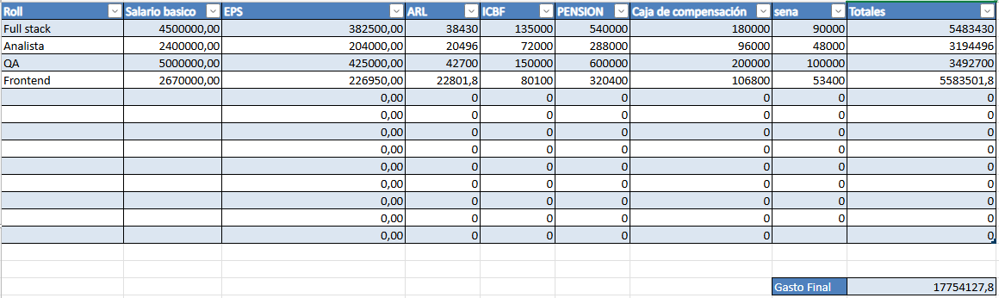 Roll Salario basico EPS ARL ICBF PENSION Caja de compensación sena Totales
Full stack 4500000,00 382500,00 38430 135000 540000 180000 90000 5483430
Analista 2400000,00 204000,00 20496 72000 288000 96000 48000 3194496
QA 5000000,00 425000,00 42700 150000 600000 200000 100000 3492700
Frontend 2670000,00 226950,00 22801,8 80100 320400 106800 53400 5583501,8
0,00 0 0 0 0 0 0
0,00 0 0 0 0 0 0
0,00 0 0 0 0 0 0
0,00 0 0 0 0 0 0
0,00 0 0 0 0 0 0
0,00 0 0 0 0 0 0
0,00 0 0 0 0 0 0
0,00 0 0 0 0 0 0
0,00 0 0 0 0 0
Gasto Final 17754127,8